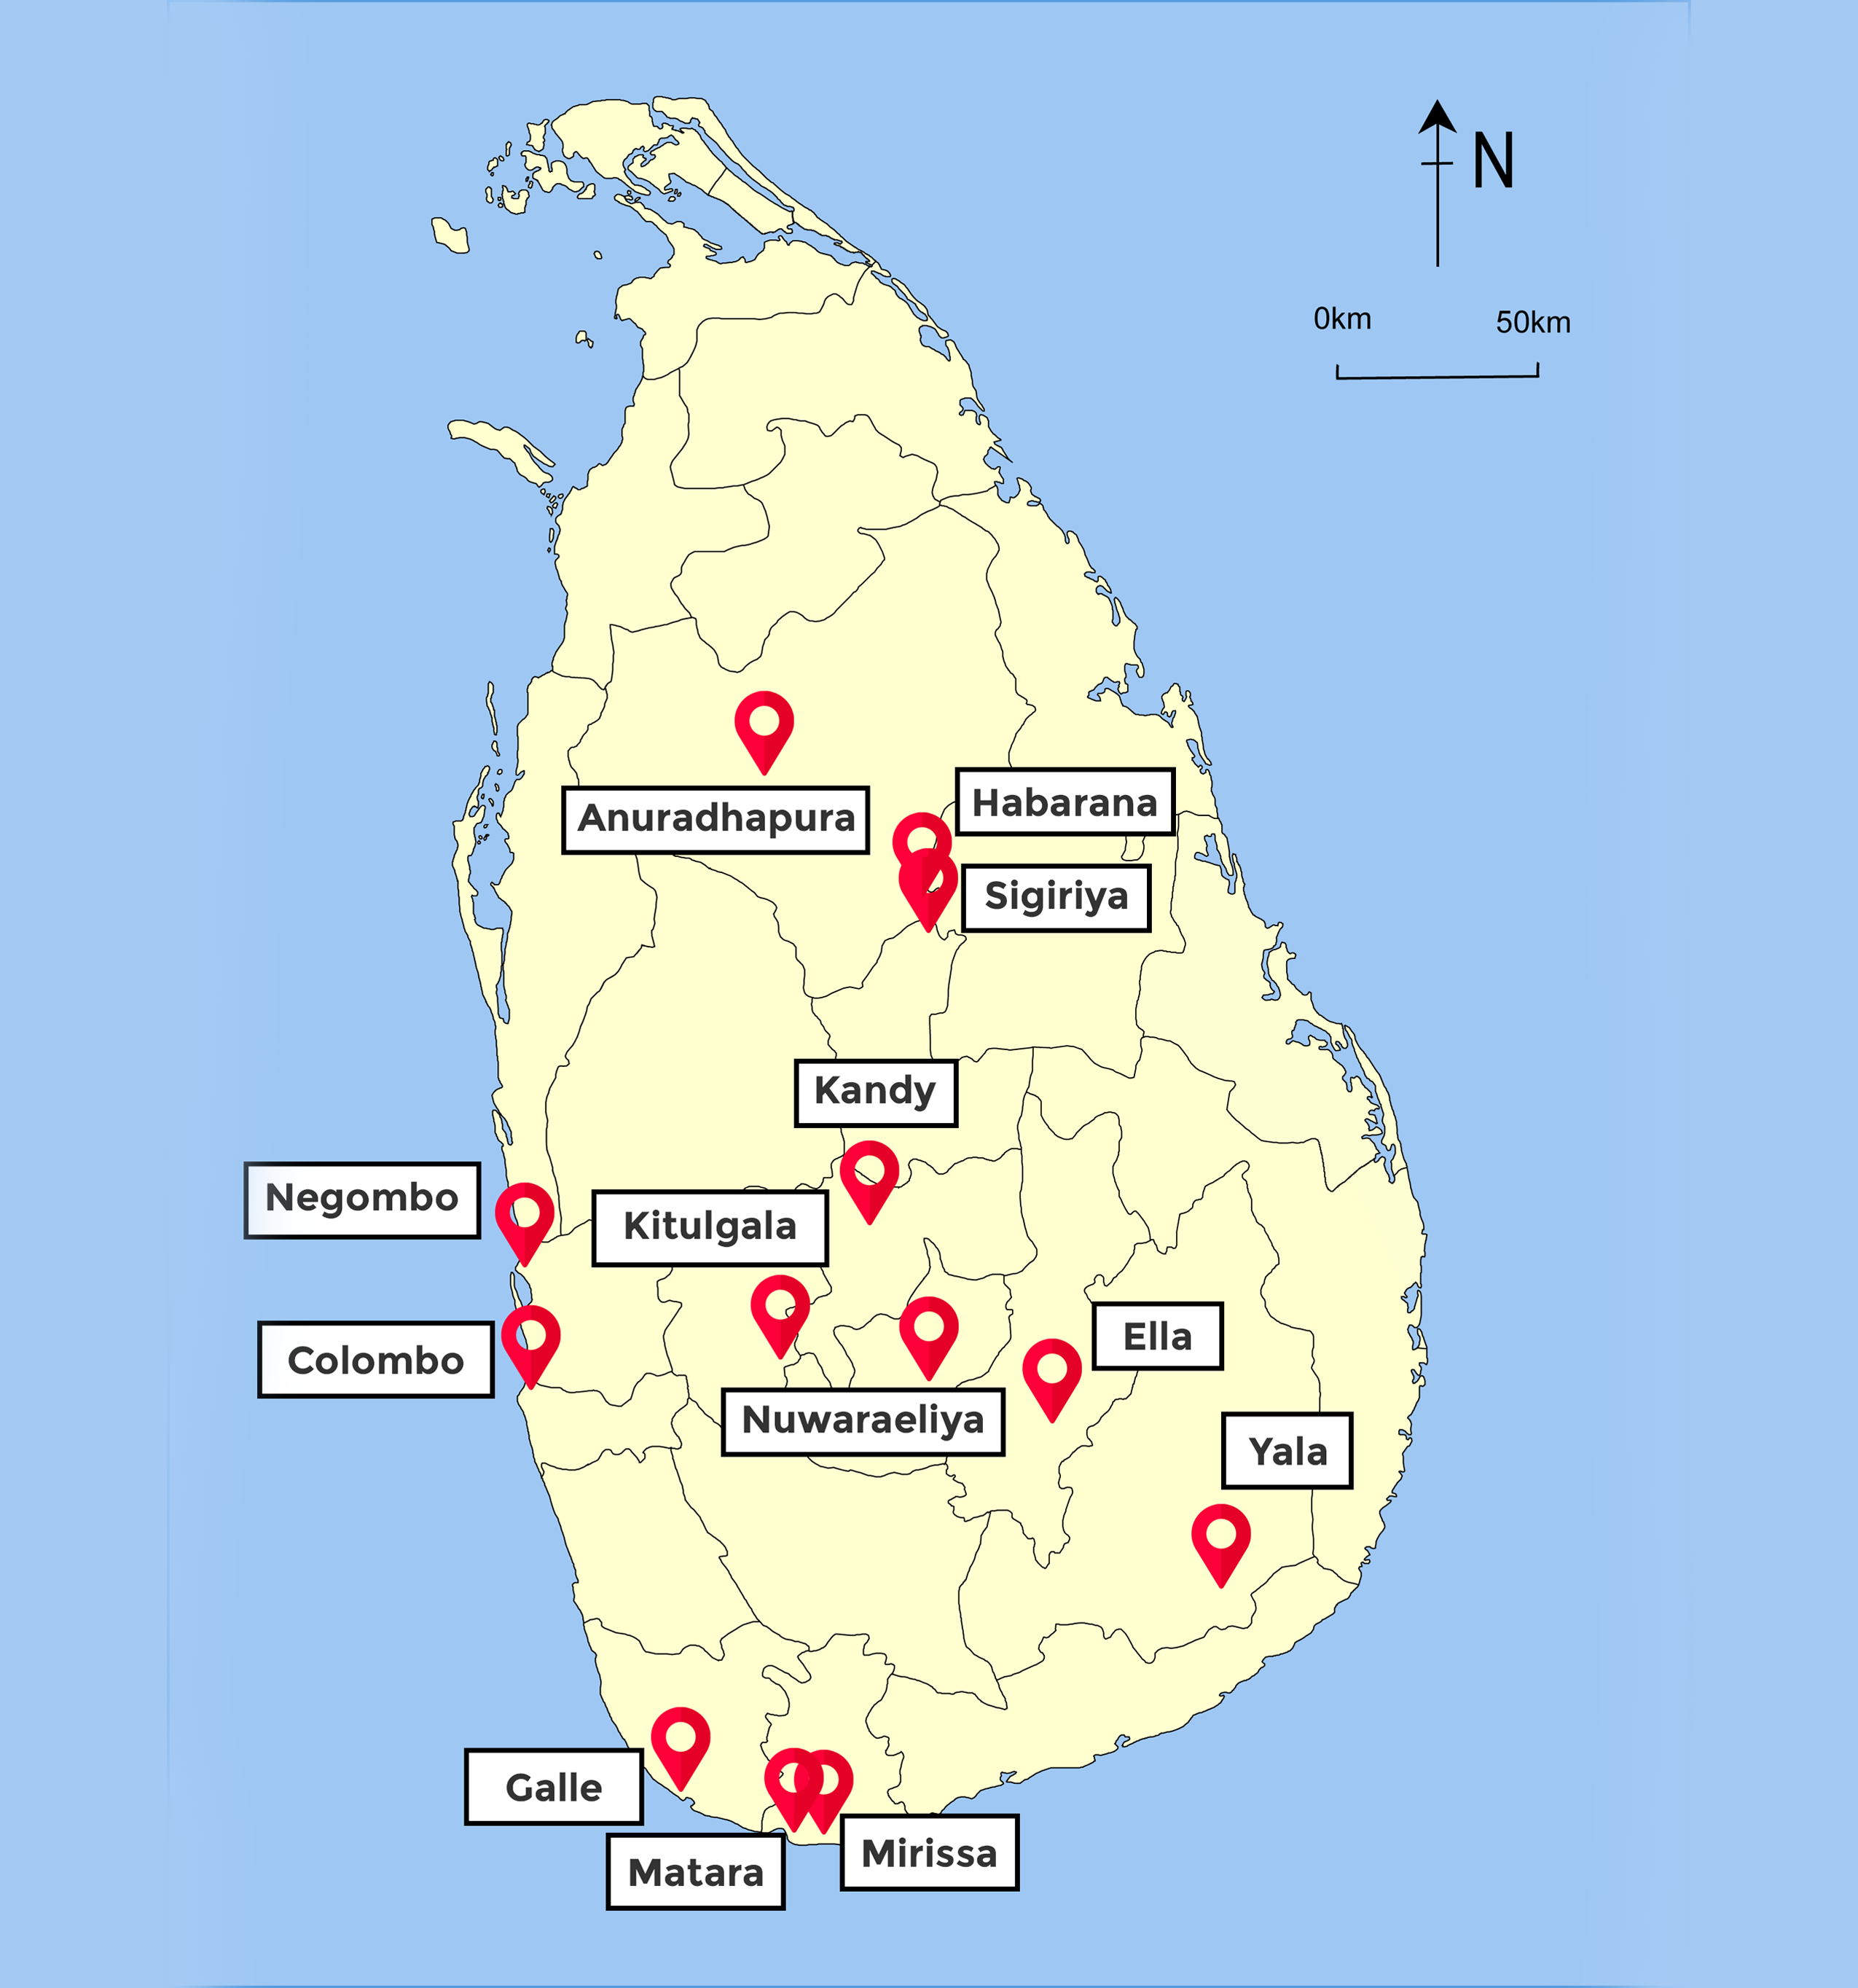 N
0km 50km
Habarana
Anuradhapura
Sigiriya
Kandy
Negombo
Kitulgala
Ella
Colombo
Nuwaraeliya
Yala
Galle
Mirissa
Matara